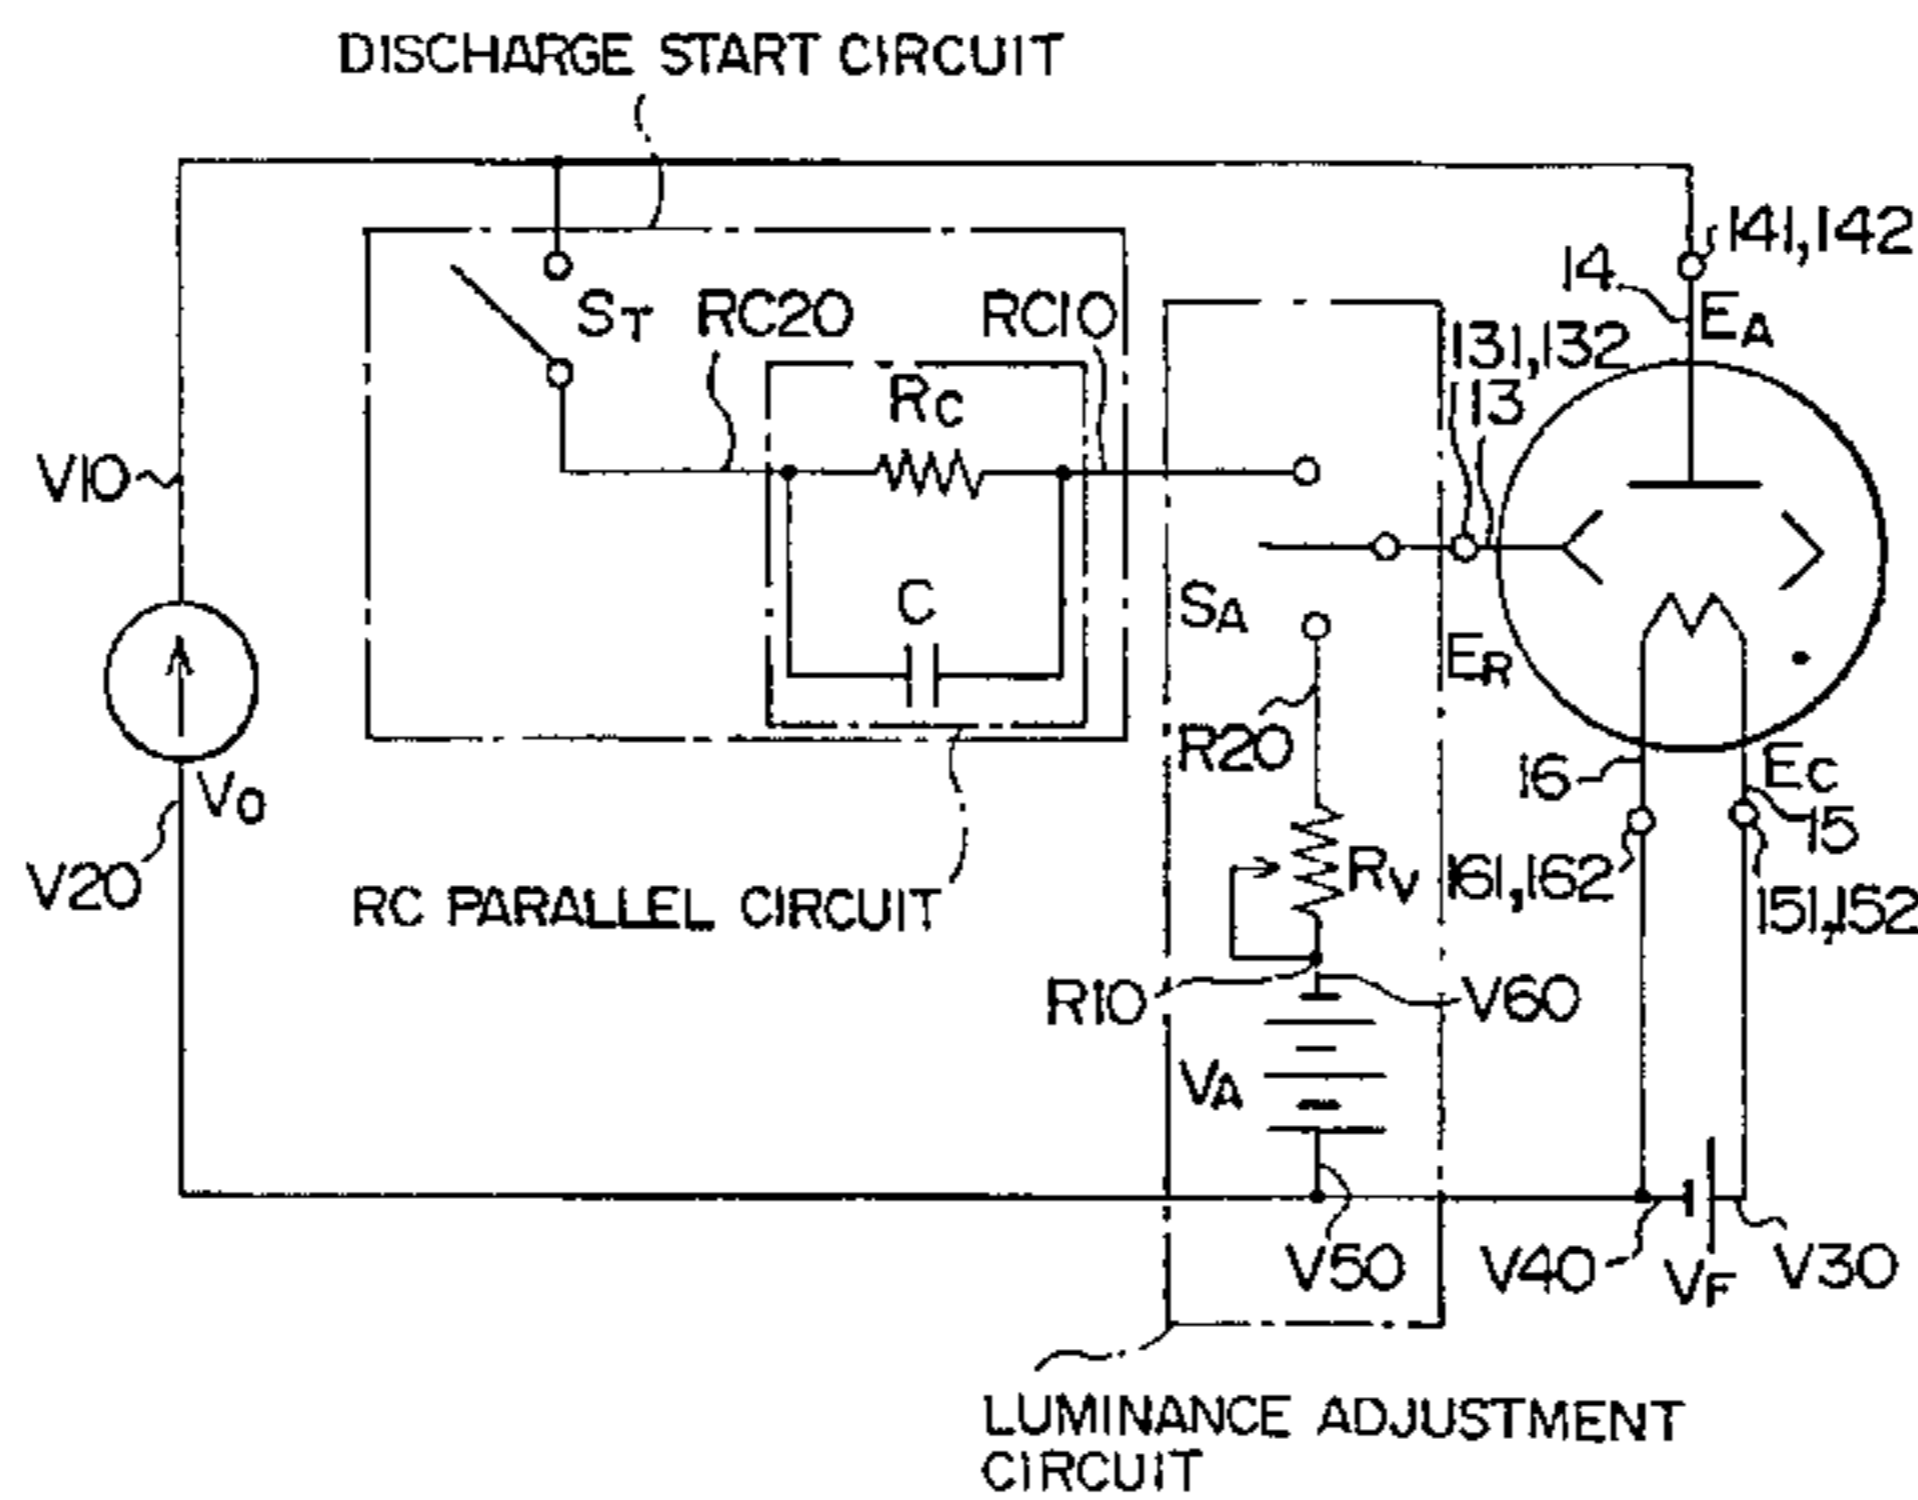 DISCHARGE START CIRCUIT
141,142
14
EA
ST
RC20
RC10
131,132
13
RC
V10
C
SA
ER
R20
16
EC
15
VO
V20
RV
161,162
151,152
RC PARALLEL CIRCUIT
R10
V60
VA
V50
V40
VF
V30
LUMINANCE ADJUSTMENT
CIRCUIT